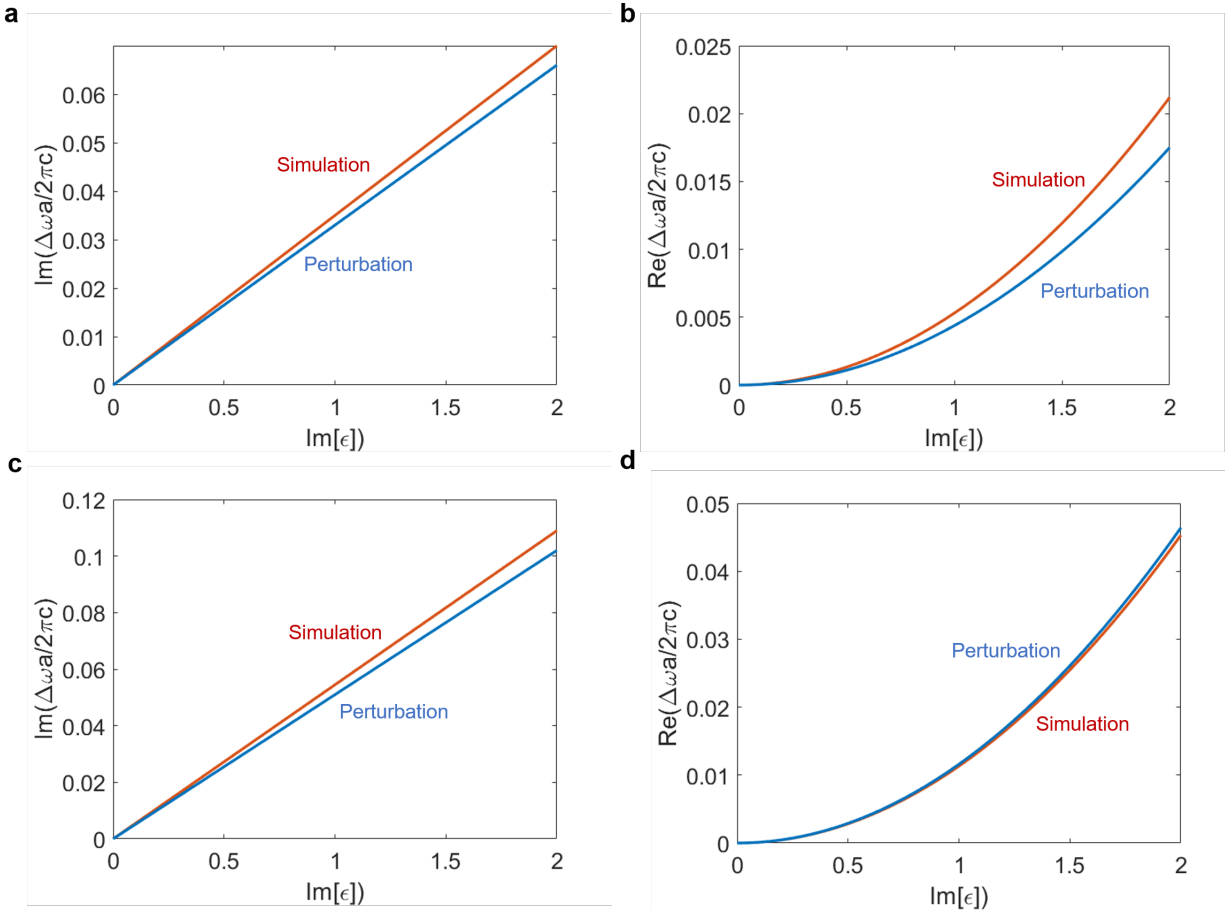 a
Im(Δωa/2πc)
0.06
0.05
0.04
0.03
0.02
0.01
0
Simulation
Perturbation
0 0.5 1 1.5 2
Im[ϵ])
b
Re(Δωa/2πc)
0.025
0.02
0.015
0.01
0.005
0
Simulation
Perturbation
0 0.5 1 1.5 2
Im[ϵ])
c
Im(Δωa/2πc)
0.12
0.1
0.08
0.06
0.04
0.02
0
Simulation
Perturbation
0 0.5 1 1.5 2
Im[ϵ])
d
Re(Δωa/2πc)
0.05
0.04
0.03
0.02
0.01
0
Perturbation
Simulation
0 0.5 1 1.5 2
Im[ϵ])